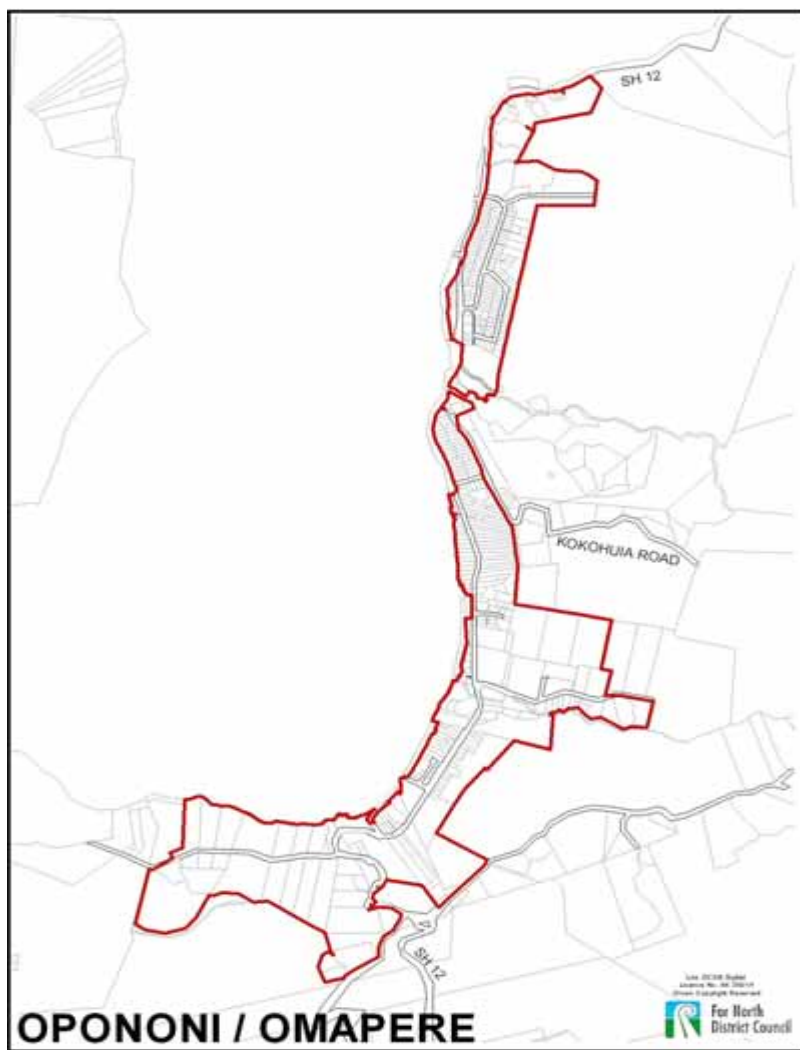 SH 12
KOKOHUIA ROAD
SH 12
OPONONI / OMAPERE
Far North
District Council